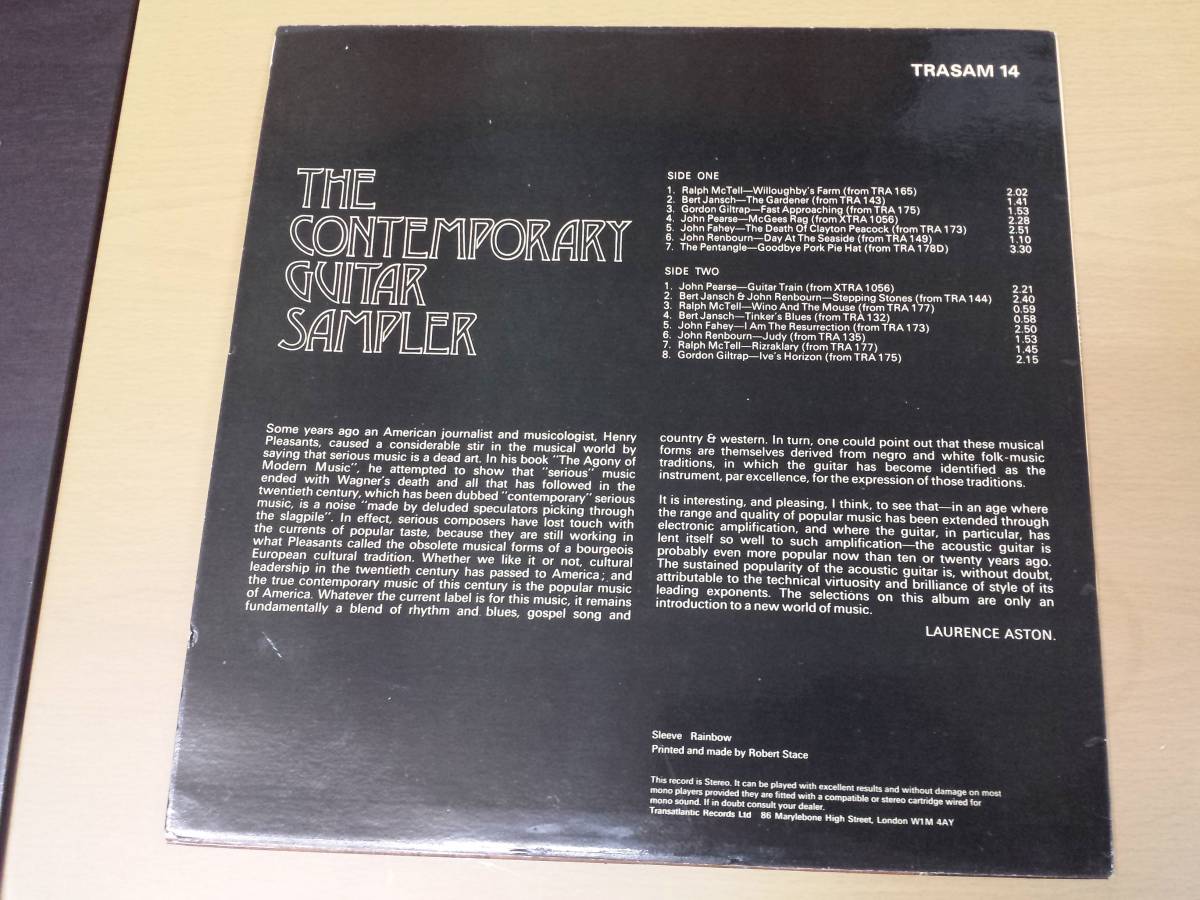 TRASAM 14
THE
CONTEMPORARY
GUITAR
SAMPLER
SIDE ONE
1. Ralph McTell—Willoughby's Farm (from TRA 165) 2.02
2. Bert Jansch—The Gardener (from TRA 143) 1.41
3. Gordon Giltrap—Fast Approaching (from TRA 175) 1.53
4. John Pearse—McGees Rag (from XTRA 1056) 2.28
5. John Fahey—The Death Of Clayton Peacock (from TRA 173) 2.51
6. John Renbourn—Day At The Seaside (from TRA 149) 1.10
7. The Pentangle—Goodbye Pork Pie Hat (from TRA 178D) 3.30
SIDE TWO
1. John Pearse—Guitar Train (from XTRA 1056) 2.21
2. Bert Jansch & John Renbourn—Stepping Stones (from TRA 144) 2.40
3. Ralph McTell—Wino And The Mouse (from TRA 177) 0.59
4. Bert Jansch—Tinker's Blues (from TRA 132) 0.58
5. John Fahey—I Am The Resurrection (from TRA 173) 2.50
6. John Renbourn—Judy (from TRA 135) 1.53
7. Ralph McTell—Rizraklary (from TRA 177) 1.45
8. Gordon Giltrap—Ive's Horizon (from TRA 175) 2.15
Some years ago an American journalist and musicologist, Henry
Pleasants, caused a considerable stir in the musical world by
saying that serious music is a dead art. In his book "The Agony of
Modern Music", he attempted to show that "serious" music
ended with Wagner's death and all that has followed in the
twentieth century, which has been dubbed "contemporary" serious
music, is a noise "made by deluded speculators picking through
the slagpile". In effect, serious composers have lost touch with
the currents of popular taste, because they are still working in
what Pleasants called the obsolete musical forms of a bourgeois
European cultural tradition. Whether we like it or not, cultural
leadership in the twentieth century has passed to America; and
the true contemporary music of this century is the popular music
of America. Whatever the current label is for this music, it remains
fundamentally a blend of rhythm and blues, gospel song and
country & western. In turn, one could point out that these musical
forms are themselves derived from negro and white folk-music
traditions, in which the guitar has become identified as the
instrument, par excellence, for the expression of those traditions.
It is interesting, and pleasing, I think, to see that—in an age where
the range and quality of popular music has been extended through
electronic amplification, and where the guitar, in particular, has
lent itself so well to such amplification—the acoustic guitar is
probably even more popular now than ten or twenty years ago.
The sustained popularity of the acoustic guitar is, without doubt,
attributable to the technical virtuosity and brilliance of style of its
leading exponents. The selections on this album are only an
introduction to a new world of music.
LAURENCE ASTON.
Sleeve Rainbow
Printed and made by Robert Stace
This record is Stereo. It can be played with excellent results and without damage on most
mono players provided they are fitted with a compatible or stereo cartridge wired for
mono sound. If in doubt consult your dealer.
Transatlantic Records Ltd 86 Marylebone High Street, London W1M 4AY